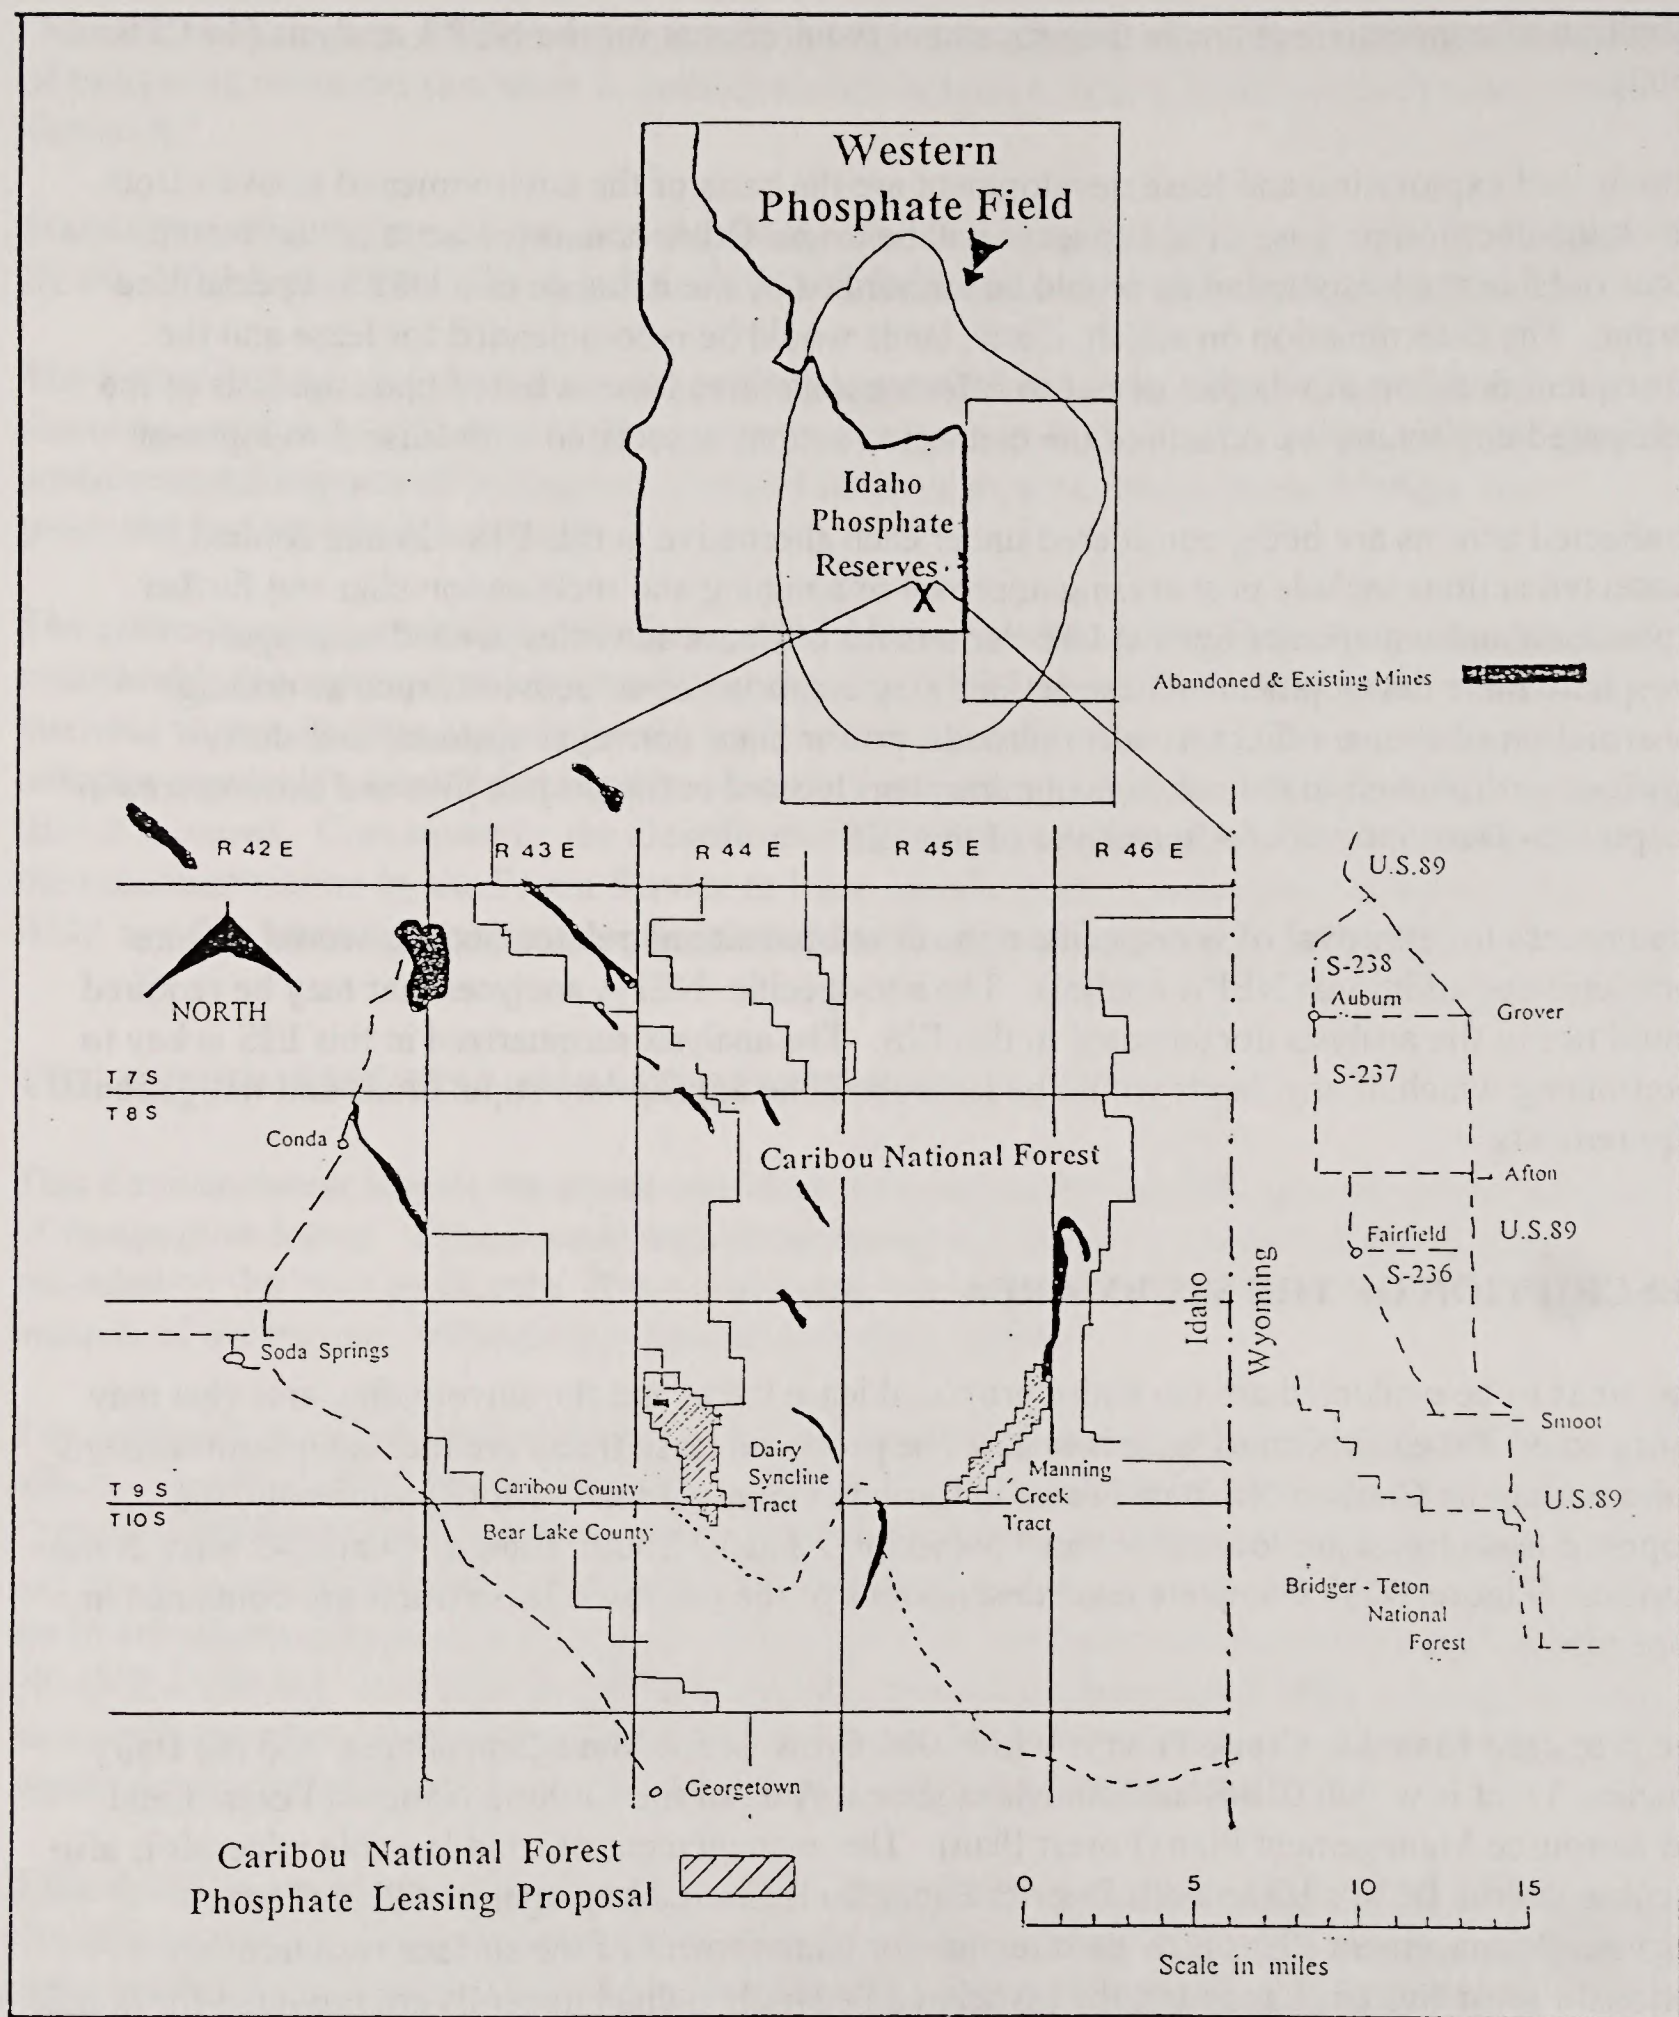 Western
Phosphate Field
Idaho
Phosphate
Reserves
X
Abandoned & Existing Mines
R 42 E
R 43 E
R 44 E
R 45 E
R 46 E
U.S.89
S-238
NORTH
Auburn
Grover
T 7 S
S-237
T 8 S
Conda
Caribou National Forest
Afton
Fairfield
U.S.89
S-236
Idaho
Wyoming
Soda Springs
Smoot
Dairy
Syncline
Tract
Manning
Creek
Tract
T 9 S
Caribou County
U.S.89
T 10 S
Bear Lake County
Bridger - Teton
National
Forest
Georgetown
Caribou National Forest
Phosphate Leasing Proposal
0 5 10 15
Scale in miles